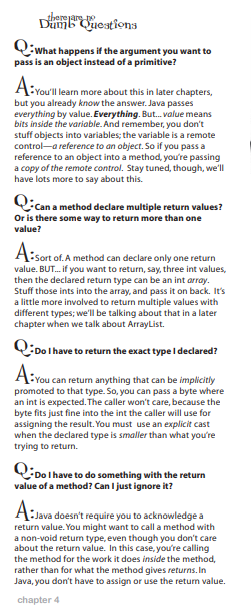 there are no
Dumb Questions
Q: What happens if the argument you want to
pass is an object instead of a primitive?
A: You'll learn more about this in later chapters,
but you already know the answer. Java passes
everything by value. Everything. But... value means
bits inside the variable. And remember, you don't
stuff objects into variables; the variable is a remote
control—a reference to an object. So if you pass a
reference to an object into a method, you're passing
a copy of the remote control. Stay tuned, though, we'll
have lots more to say about this.
Q: Can a method declare multiple return values?
Or is there some way to return more than one
value?
A: Sort of. A method can declare only one return
value. BUT... if you want to return, say, three int values,
then the declared return type can be an int array.
Stuff those ints into the array, and pass it on back. It's
a little more involved to return multiple values with
different types; we'll be talking about that in a later
chapter when we talk about ArrayList.
Q: Do I have to return the exact type I declared?
A: You can return anything that can be implicitly
promoted to that type. So, you can pass a byte where
an int is expected. The caller won't care, because the
byte fits just fine into the int the caller will use for
assigning the result. You must use an explicit cast
when the declared type is smaller than what you're
trying to return.
Q: Do I have to do something with the return
value of a method? Can I just ignore it?
A: Java doesn't require you to acknowledge a
return value. You might want to call a method with
a non-void return type, even though you don't care
about the return value. In this case, you're calling
the method for the work it does inside the method,
rather than for what the method gives returns. In
Java, you don't have to assign or use the return value.
chapter 4